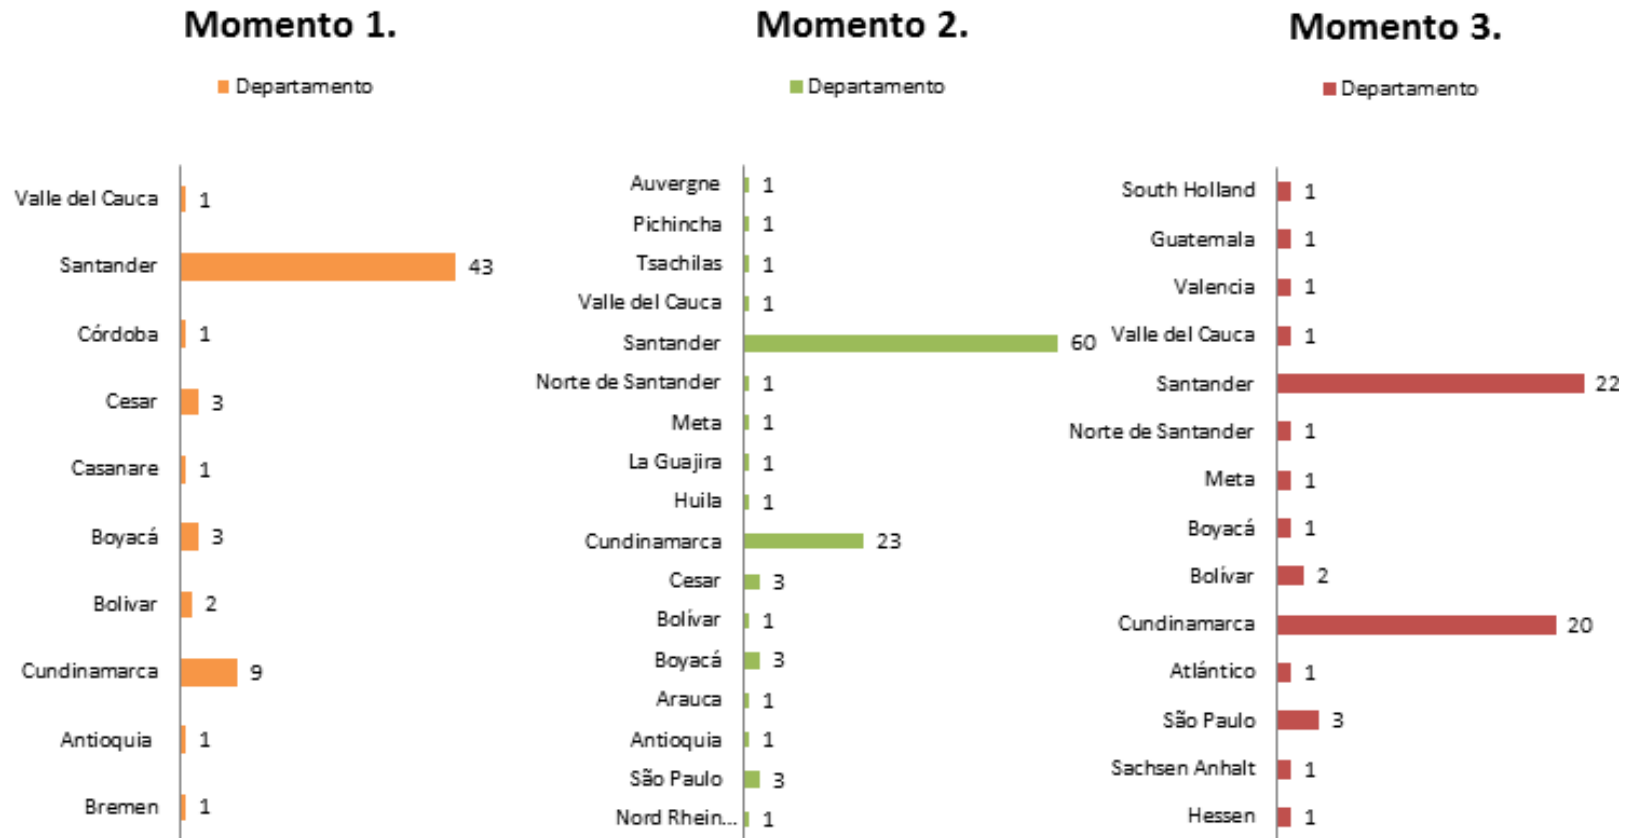 Momento 1.
Departamento
Valle del Cauca 1
Santander 43
Córdoba 1
Cesar 3
Casanare 1
Boyacá 3
Bolivar 2
Cundinamarca 9
Antioquia 1
Bremen 1
Momento 2.
Departamento
Auvergne 1
Pichincha 1
Tsachilas 1
Valle del Cauca 1
Santander 60
Norte de Santander 1
Meta 1
La Guajira 1
Huila 1
Cundinamarca 23
Cesar 3
Bolívar 1
Boyacá 3
Arauca 1
Antioquia 1
São Paulo 3
Nord Rhein... 1
Momento 3.
Departamento
South Holland 1
Guatemala 1
Valencia 1
Valle del Cauca 1
Santander 22
Norte de Santander 1
Meta 1
Boyacá 1
Bolívar 2
Cundinamarca 20
Atlántico 1
São Paulo 3
Sachsen Anhalt 1
Hessen 1